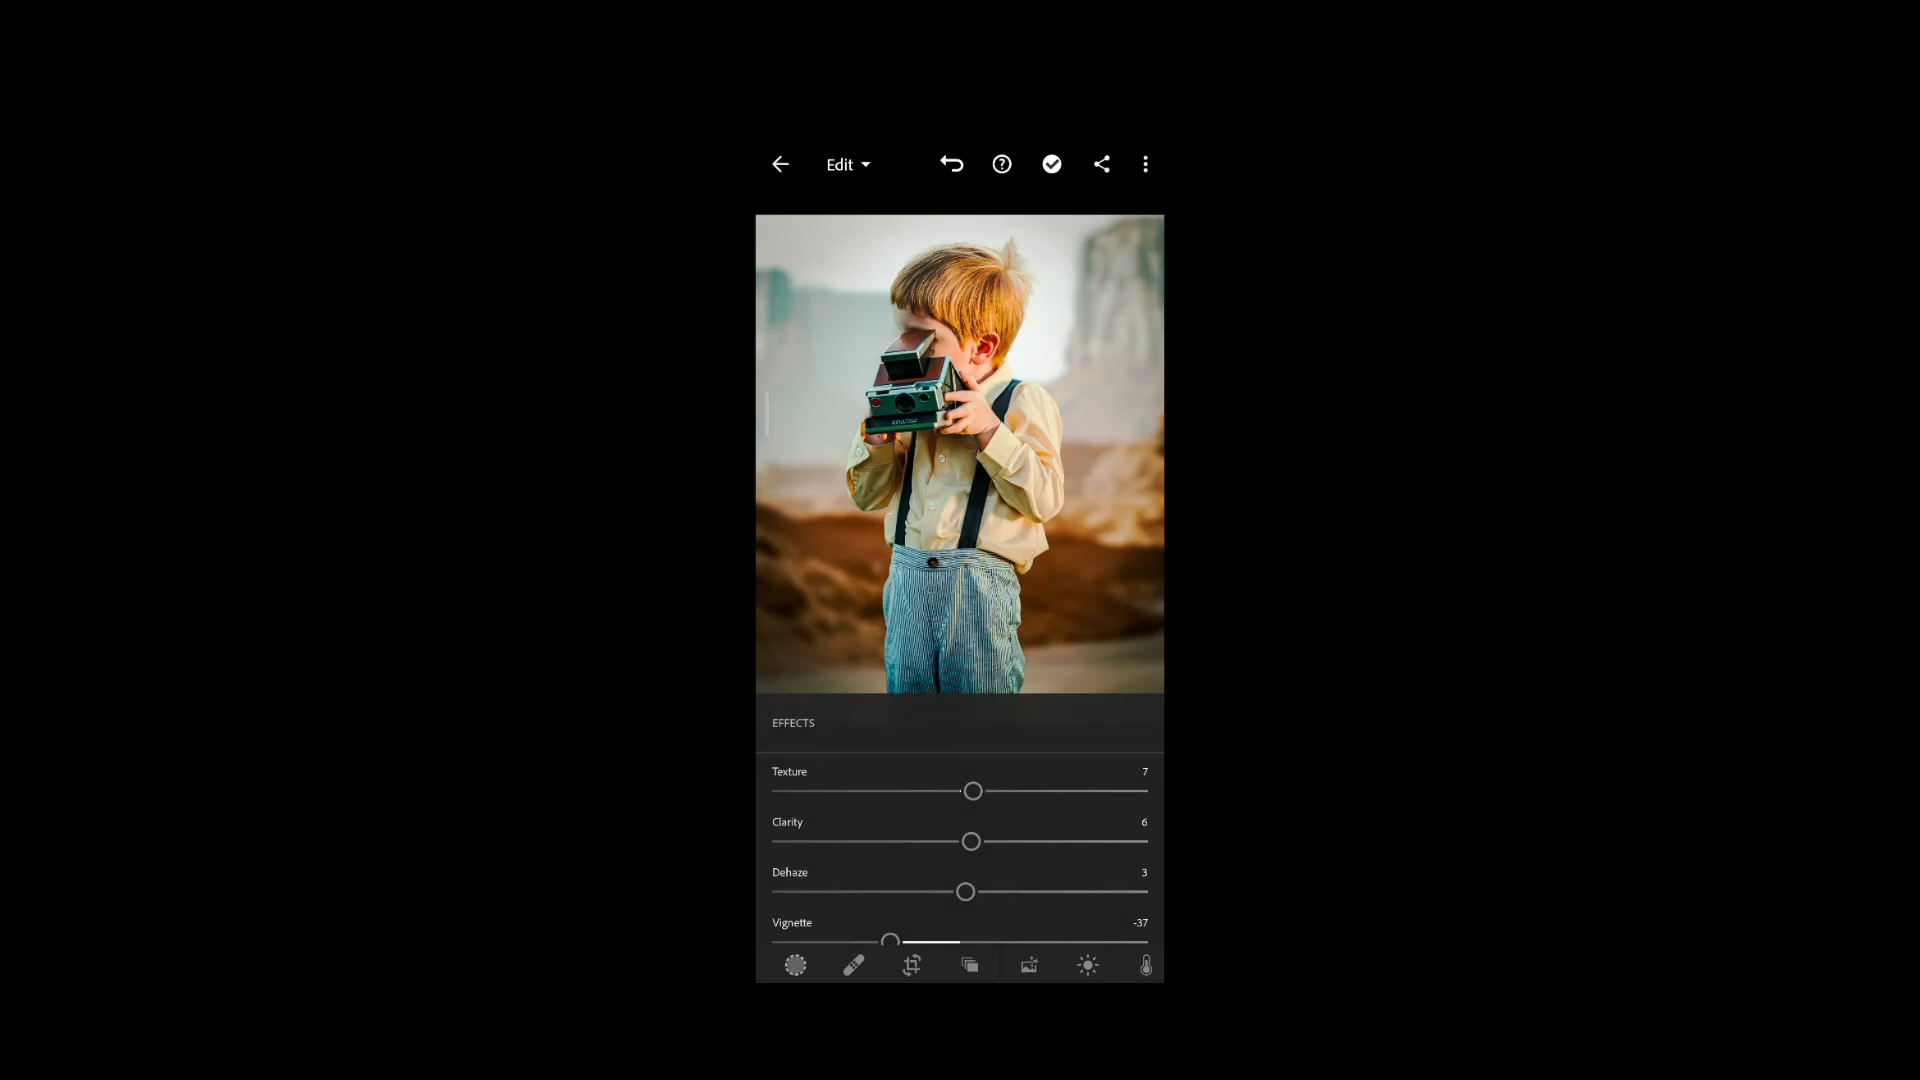 Edit
EFFECTS
Texture 7
Clarity 6
Dehaze 3
Vignette -37